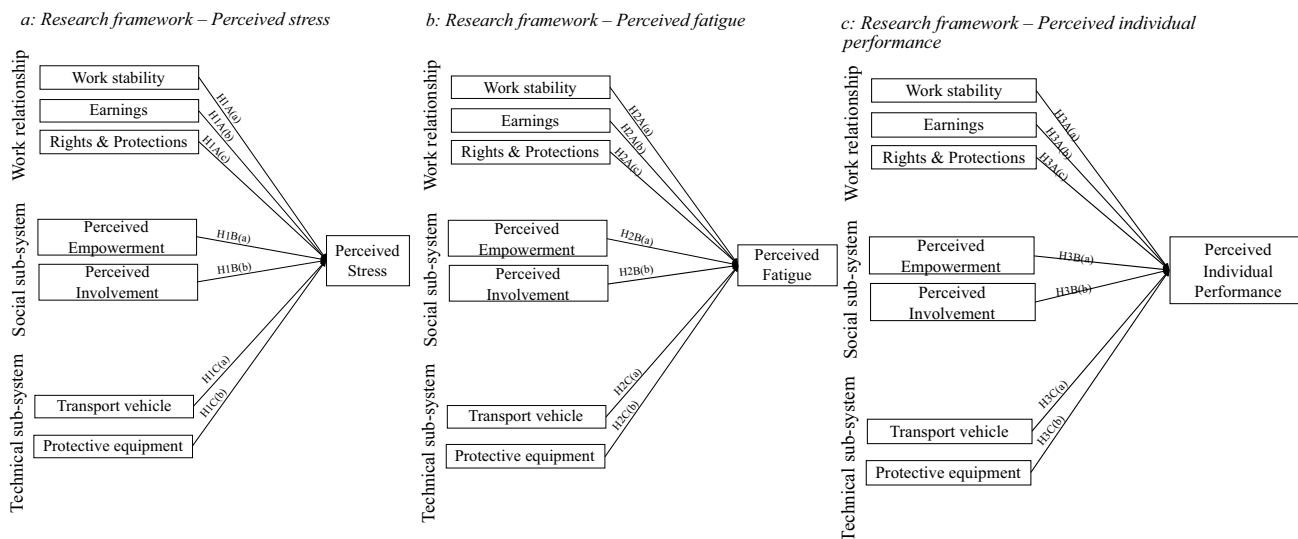 a: Research framework – Perceived stress
Work relationship
Work stability
Earnings
Rights & Protections
H1A(a)
H1A(b)
H1A(c)
Social sub-system
Perceived
Empowerment
Perceived
Involvement
H1B(a)
H1B(b)
Perceived
Stress
Technical sub-system
Transport vehicle
Protective equipment
H1C(a)
H1C(b)
b: Research framework – Perceived fatigue
Work relationship
Work stability
Earnings
Rights & Protections
H2A(a)
H2A(b)
H2A(c)
Social sub-system
Perceived
Empowerment
Perceived
Involvement
H2B(a)
H2B(b)
Perceived
Fatigue
Technical sub-system
Transport vehicle
Protective equipment
H2C(a)
H2C(b)
c: Research framework – Perceived individual
performance
Work relationship
Work stability
Earnings
Rights & Protections
H3A(a)
H3A(b)
H3A(c)
Social sub-system
Perceived
Empowerment
Perceived
Involvement
H3B(a)
H3B(b)
Perceived
Individual
Performance
Technical sub-system
Transport vehicle
Protective equipment
H3C(a)
H3C(b)